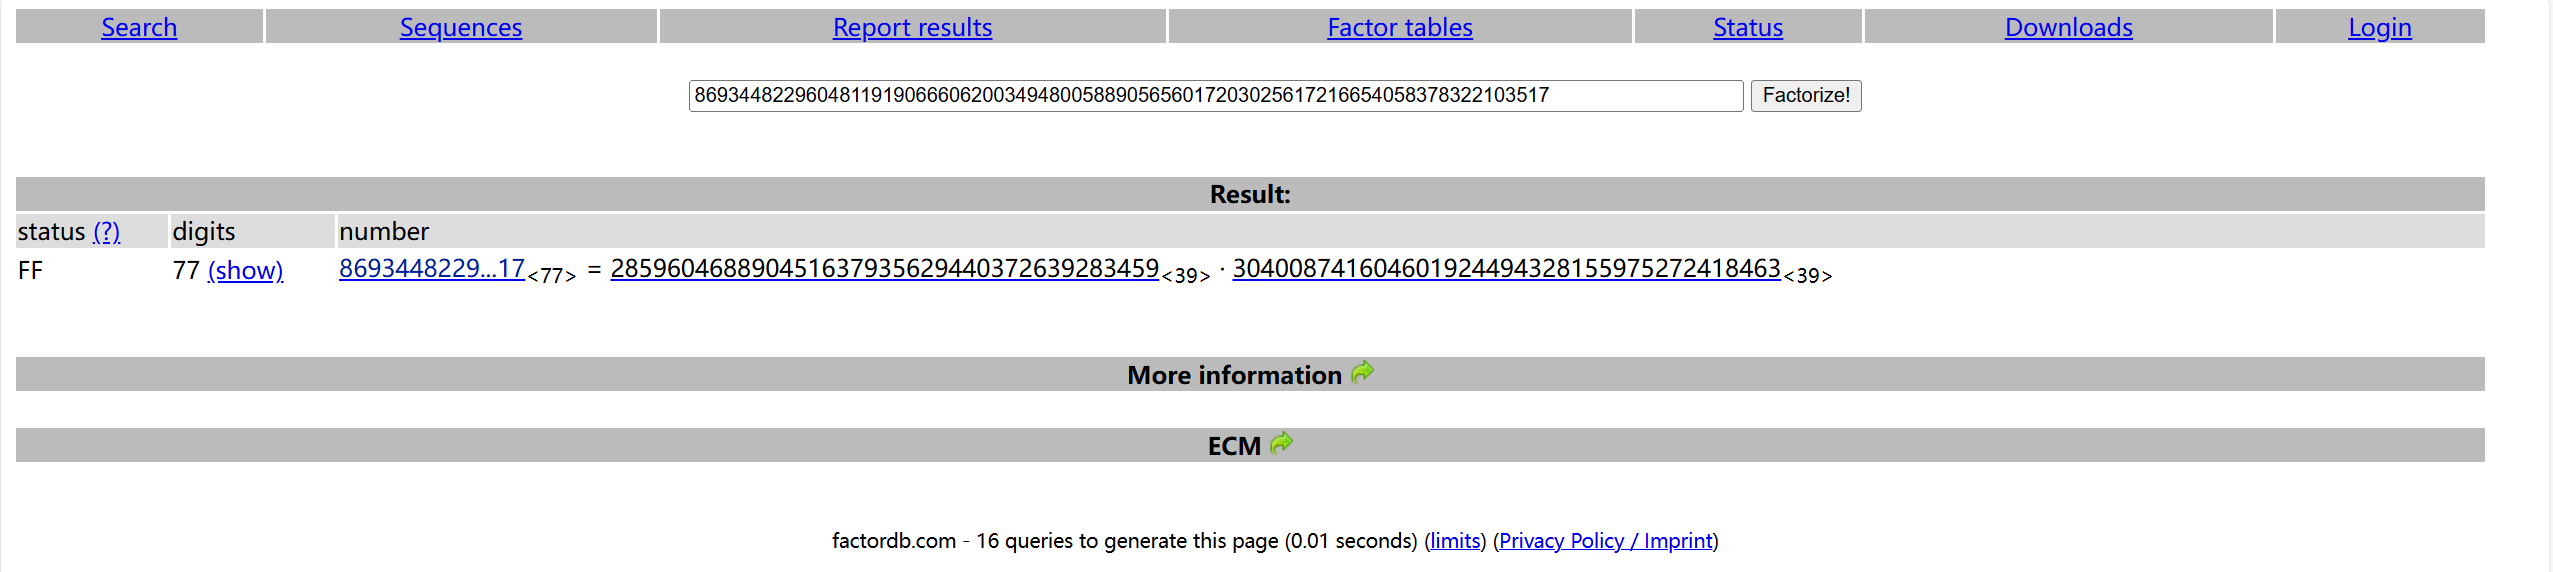 Search Sequences Report results Factor tables Status Downloads Login
86934482296048119190666062003494800588905656017203025617216654058378322103517 Factorize!
Result:
status (?) digits number
FF 77 (show) 8693448229...17<77> = 285960468890451637935629440372639283459<39> · 304008741604601924494328155975272418463<39>
More information
ECM
factordb.com - 16 queries to generate this page (0.01 seconds) (limits) (Privacy Policy / Imprint)